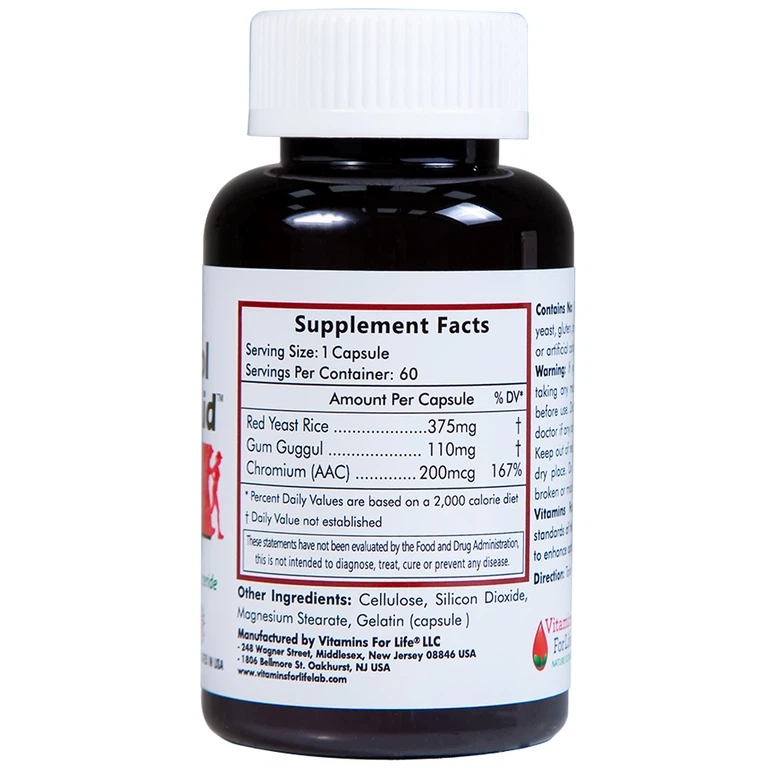 Supplement Facts
Serving Size: 1 Capsule
Servings Per Container: 60
Amount Per Capsule % DV*
Red Yeast Rice ....................375mg †
Gum Guggul .................... 110mg †
Chromium (AAC) ............. 200mcg 167%
* Percent Daily Values are based on a 2,000 calorie diet
† Daily Value not established
These statements have not been evaluated by the Food and Drug Administration,
this is not intended to diagnose, treat, cure or prevent any disease.
Other Ingredients: Cellulose, Silicon Dioxide,
Magnesium Stearate, Gelatin (capsule )
Manufactured by Vitamins For Life® LLC
- 248 Wagner Street, Middlesex, New Jersey 08846 USA
- 1806 Bellmore St. Oakhurst, NJ USA
www.vitaminsforlifelab.com
Contains No
yeast, gluten
or artificial
Warning:
taking any
before use.
doctor if any
Keep out of
dry place.
broken or
Vitamins
standards of
to enhance
Direction:
Vitamins
For Life
IN USA